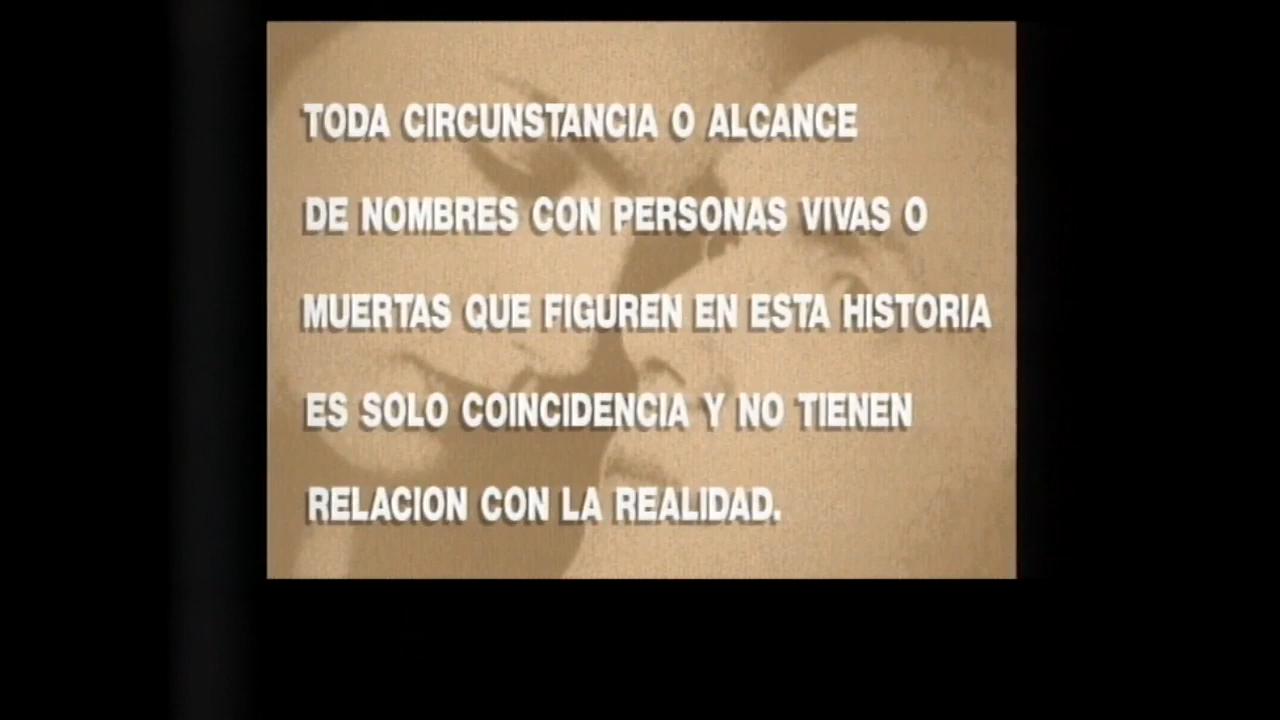 TODA CIRCUNSTANCIA O ALCANCE
DE NOMBRES CON PERSONAS VIVAS O
MUERTAS QUE FIGUREN EN ESTA HISTORIA
ES SOLO COINCIDENCIA Y NO TIENEN
RELACION CON LA REALIDAD.